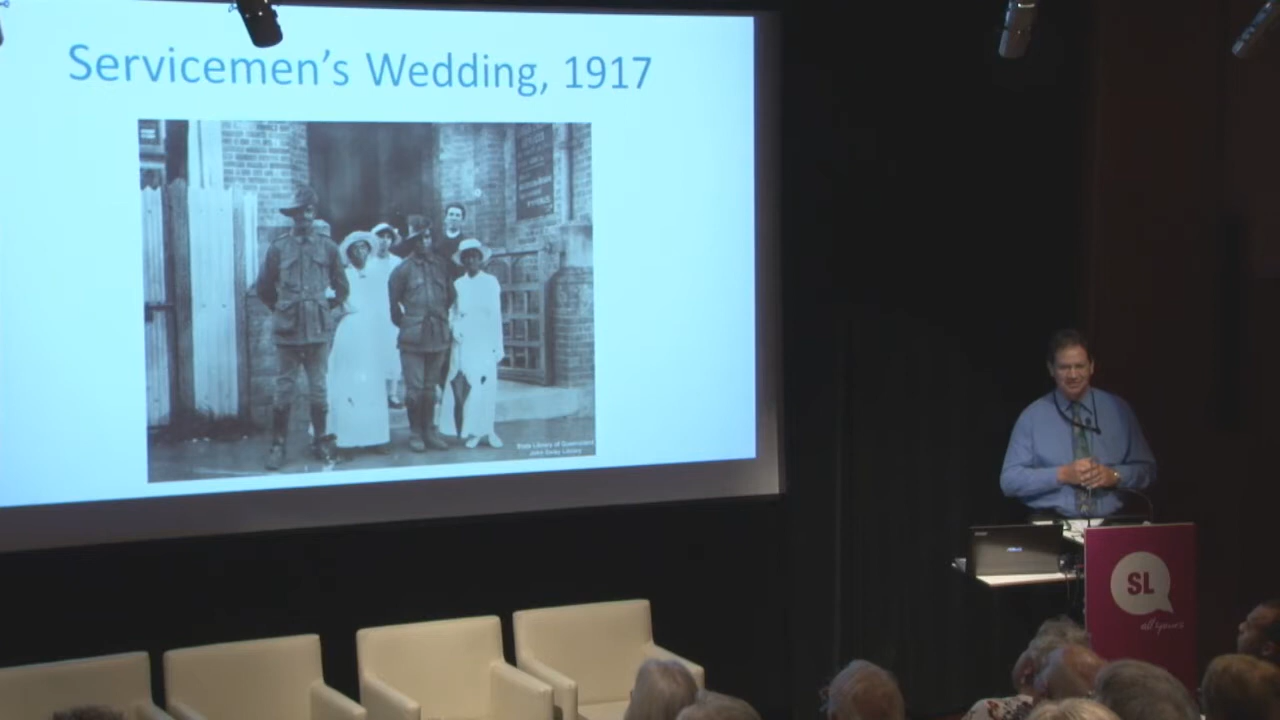 Servicemen's Wedding, 1917
State Library of Queensland
John Oxley Library
SL